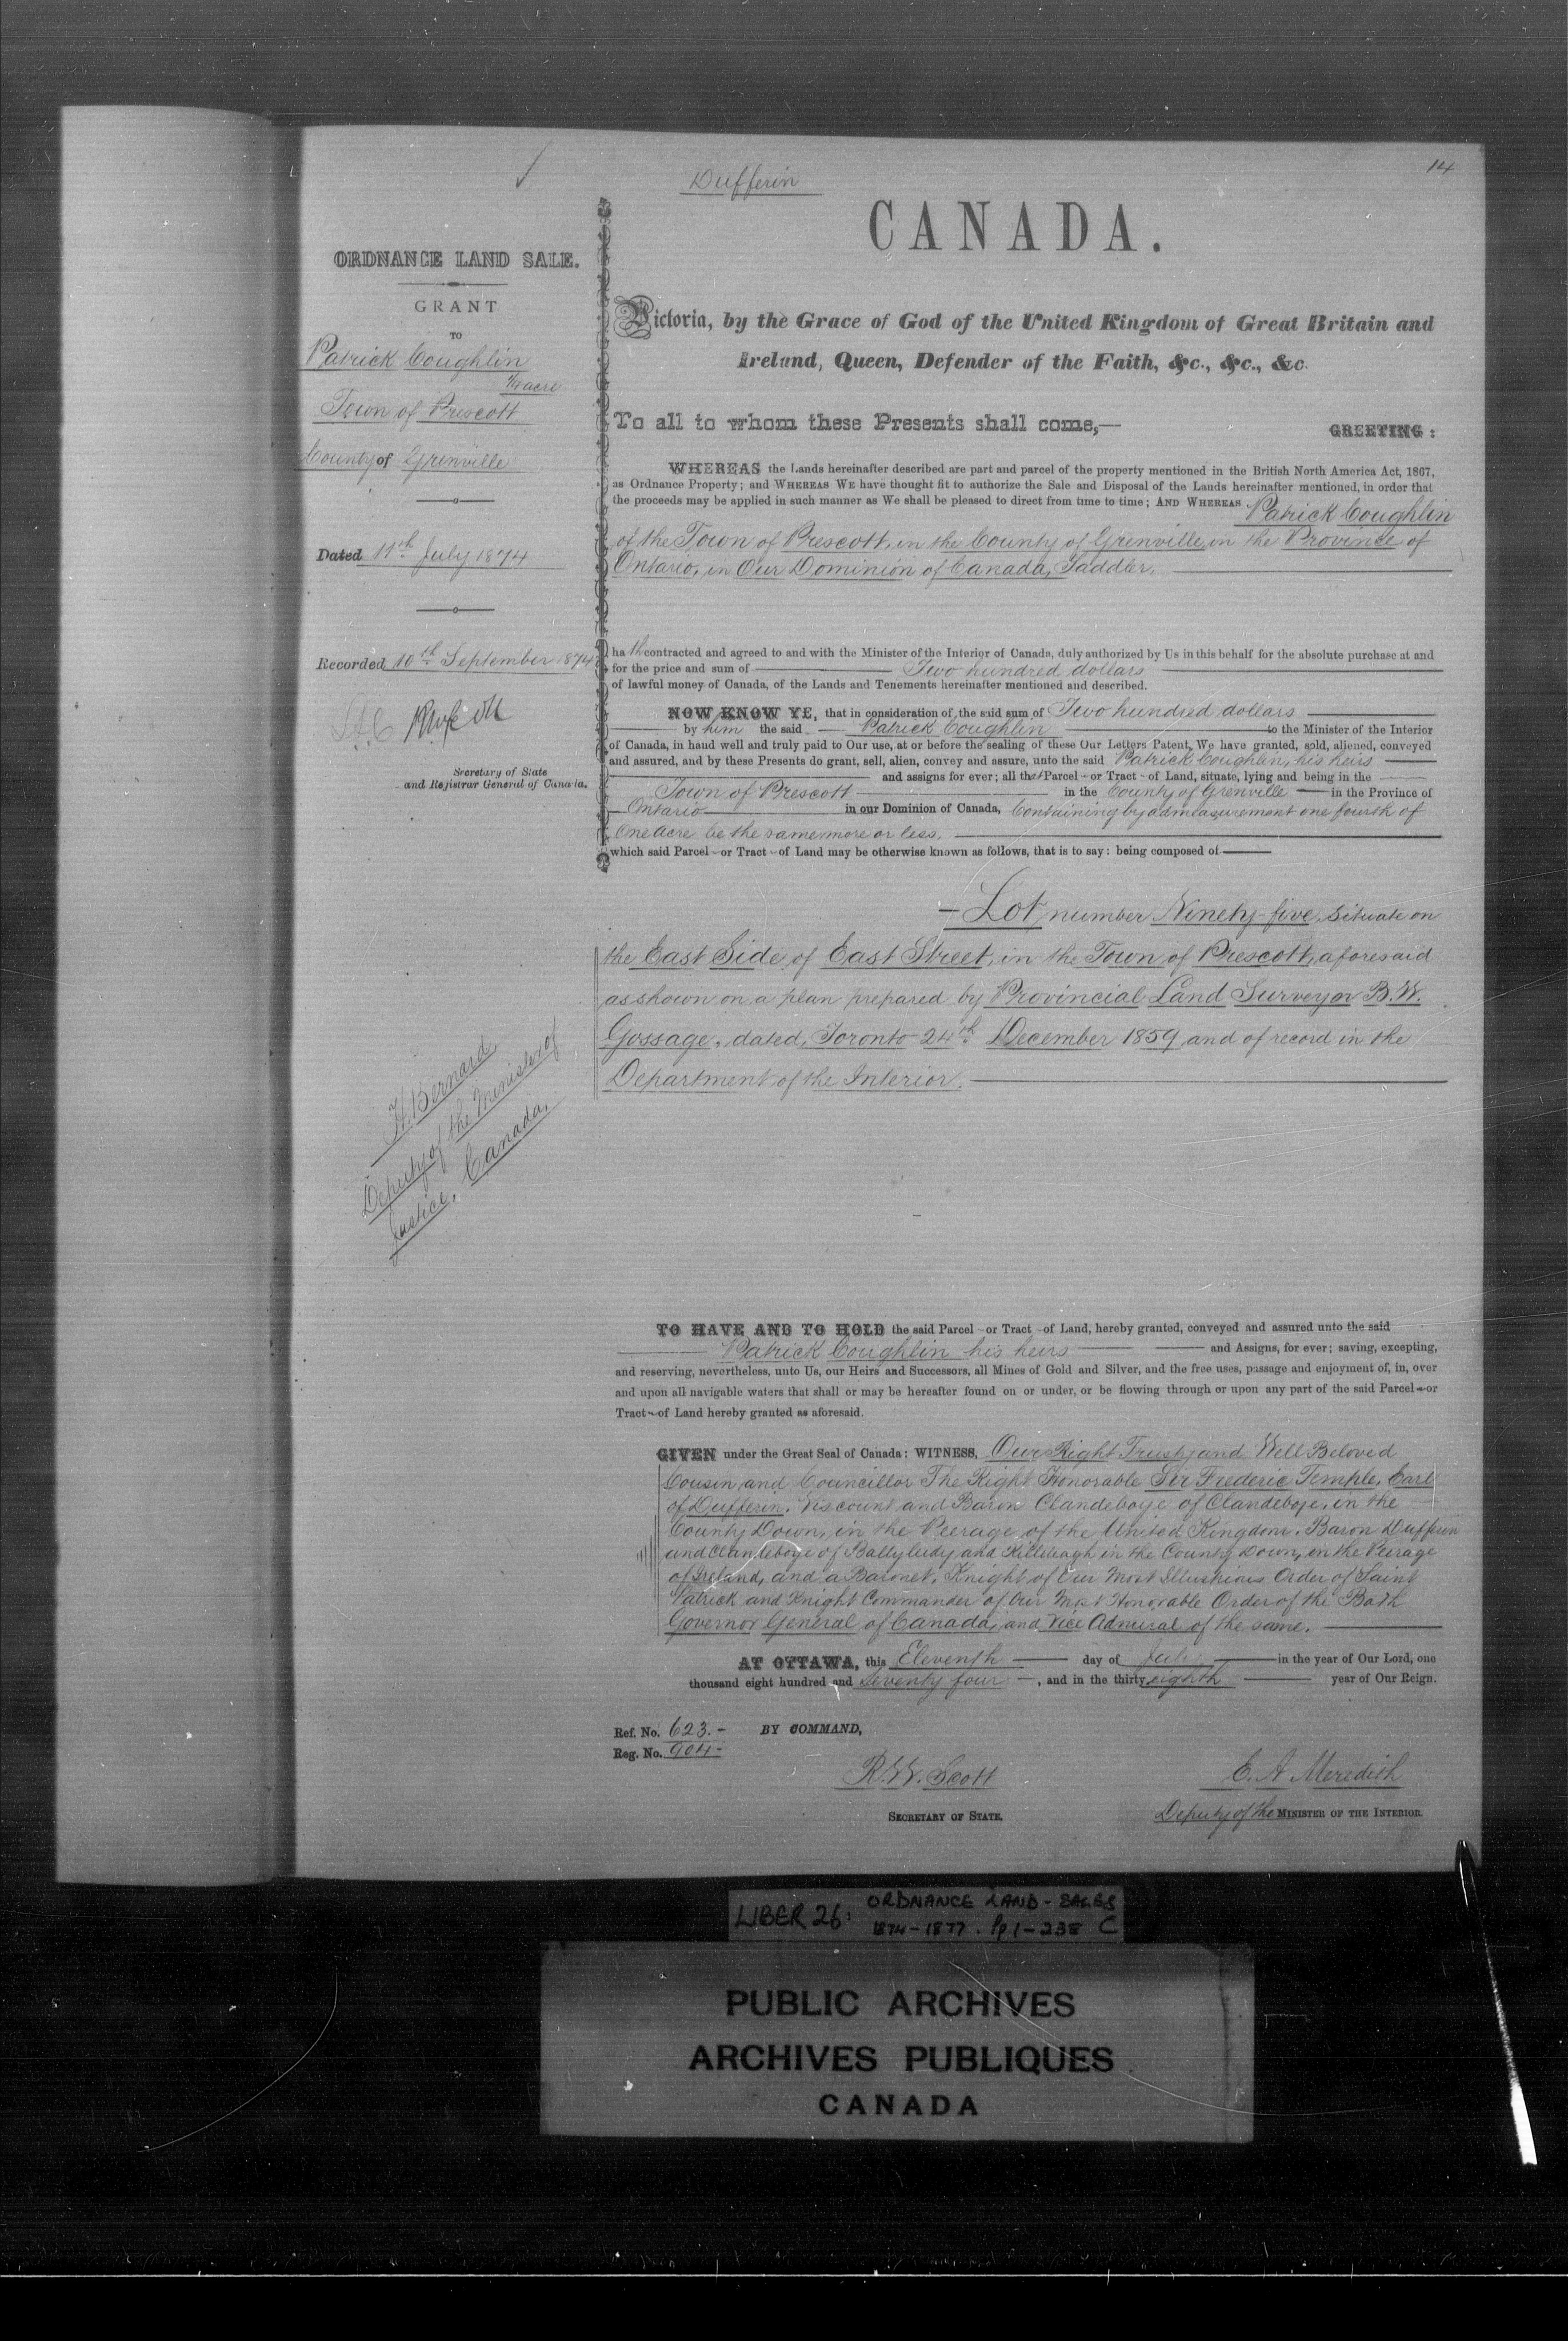 14
Dufferin
CANADA.
ORDNANCE LAND SALE.
GRANT
TO
Patrick Coughlin
1/4 acre
Town of Prescott
County of Grenville
Dated 11th July 1874
Recorded 10th September 1874
Secretary of State
and Registrar General of Canada.
H. Bernard
Deputy of the Minister of
Justice, Canada.
Victoria, by the Grace of God of the United Kingdom of Great Britain and
Ireland, Queen, Defender of the Faith, &c., &c., &c.
To all to whom these Presents shall come,—
GREETING:
WHEREAS the Lands hereinafter described are part and parcel of the property mentioned in the British North America Act, 1867,
as Ordnance Property; and WHEREAS WE have thought fit to authorize the Sale and Disposal of the Lands hereinafter mentioned, in order that
the proceeds may be applied in such manner as We shall be pleased to direct from time to time; AND WHEREAS Patrick Coughlin
of the Town of Prescott, in the County of Grenville, in the Province of
Ontario, in Our Dominion of Canada, Saddler,
hath contracted and agreed to and with the Minister of the Interior of Canada, duly authorized by Us in this behalf for the absolute purchase at and
for the price and sum of Two hundred dollars
of lawful money of Canada, of the Lands and Tenements hereinafter mentioned and described.
NOW KNOW YE, that in consideration of the said sum of Two hundred dollars
by him the said Patrick Coughlin to the Minister of the Interior
of Canada, in hand well and truly paid to Our use, at or before the sealing of these Our Letters Patent, We have granted, sold, aliened, conveyed
and assured, and by these Presents do grant, sell, alien, convey and assure, unto the said Patrick Coughlin, his heirs
and assigns for ever; all that Parcel or Tract of Land, situate, lying and being in the
Town of Prescott in the County of Grenville in the Province of
Ontario in our Dominion of Canada, Containing by admeasurement one fourth of
One acre be the same more or less.
which said Parcel or Tract of Land may be otherwise known as follows, that is to say: being composed of
Lot number Ninety-five, situate on
the East Side of East Street, in the Town of Prescott, aforesaid
as shown on a plan prepared by Provincial Land Surveyor B.W.
Gossage, dated, Toronto 24th December 1859 and of record in the
Department of the Interior.
TO HAVE AND TO HOLD the said Parcel or Tract of Land, hereby granted, conveyed and assured unto the said
Patrick Coughlin his heirs and Assigns, for ever; saving, excepting,
and reserving, nevertheless, unto Us, our Heirs and Successors, all Mines of Gold and Silver, and the free uses, passage and enjoyment of, in, over
and upon all navigable waters that shall or may be hereafter found on or under, or be flowing through or upon any part of the said Parcel or
Tract of Land hereby granted as aforesaid.
GIVEN under the Great Seal of Canada: WITNESS, Our Right Trusty and Well Beloved
Cousin and Councillor The Right Honorable Sir Frederic Temple, Earl
of Dufferin, Viscount and Baron Clandeboye of Clandeboye, in the
County Down, in the Peerage of the United Kingdom, Baron Dufferin
and Clandeboye of Ballyleidy and Killileagh in the County Down, in the Peerage
of Ireland, and a Baronet, Knight of Our Most Illustrious Order of Saint
Patrick and Knight Commander of Our Most Honorable Order of the Bath
Governor General of Canada, and Vice Admiral of the same.
AT OTTAWA, this Eleventh day of July in the year of Our Lord, one
thousand eight hundred and seventy four, and in the thirty eighth year of Our Reign.
Ref. No. 623.-
BY COMMAND,
Reg. No. 904-
R.W. Scott
SECRETARY OF STATE.
E. A. Meredith
Deputy of the MINISTER OF THE INTERIOR.
LIBER 26: ORDNANCE LAND-SALES
1874-1877. Pp 1-238 C
PUBLIC ARCHIVES
ARCHIVES PUBLIQUES
CANADA